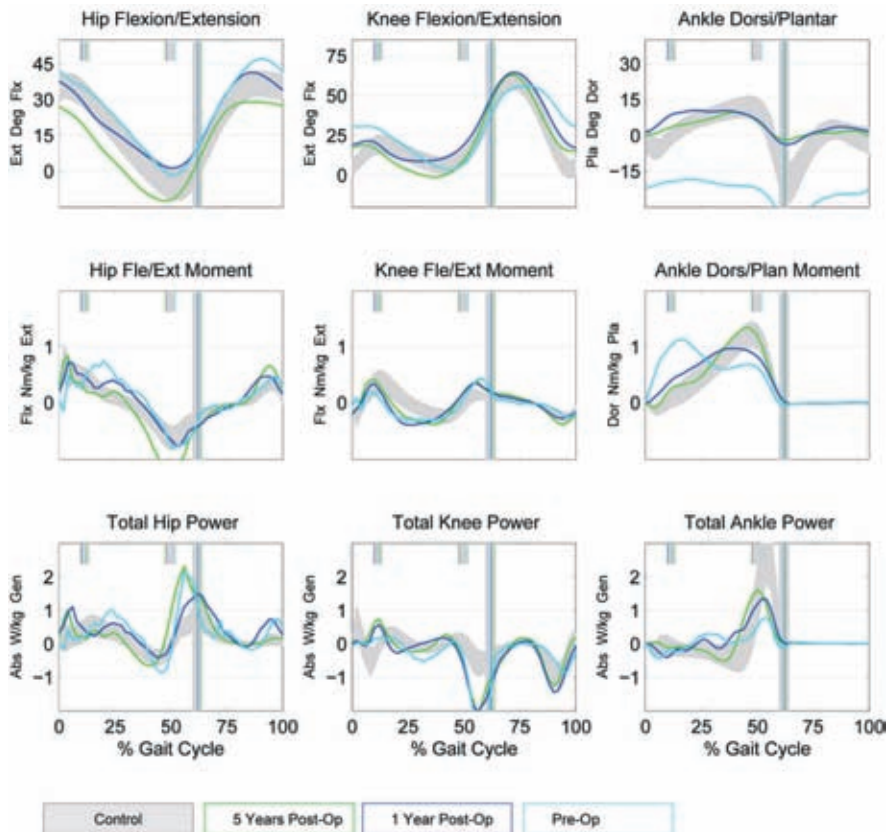 Hip Flexion/Extension
Knee Flexion/Extension
Ankle Dorsi/Plantar
45
30
15
0
Ext Deg Flx
75
50
25
0
Ext Deg Flx
30
15
0
−15
Pla Deg Dor
Hip Fle/Ext Moment
Knee Fle/Ext Moment
Ankle Dors/Plan Moment
1
0
Flx Nm/kg Ext
1
0
Flx Nm/kg Ext
1
0
Dor Nm/kg Pla
Total Hip Power
Total Knee Power
Total Ankle Power
2
1
0
−1
Abs W/kg Gen
2
1
0
−1
Abs W/kg Gen
2
1
0
−1
Abs W/kg Gen
0 25 50 75 100
0 25 50 75 100
0 25 50 75 100
% Gait Cycle
% Gait Cycle
% Gait Cycle
Control
5 Years Post-Op
1 Year Post-Op
Pre-Op